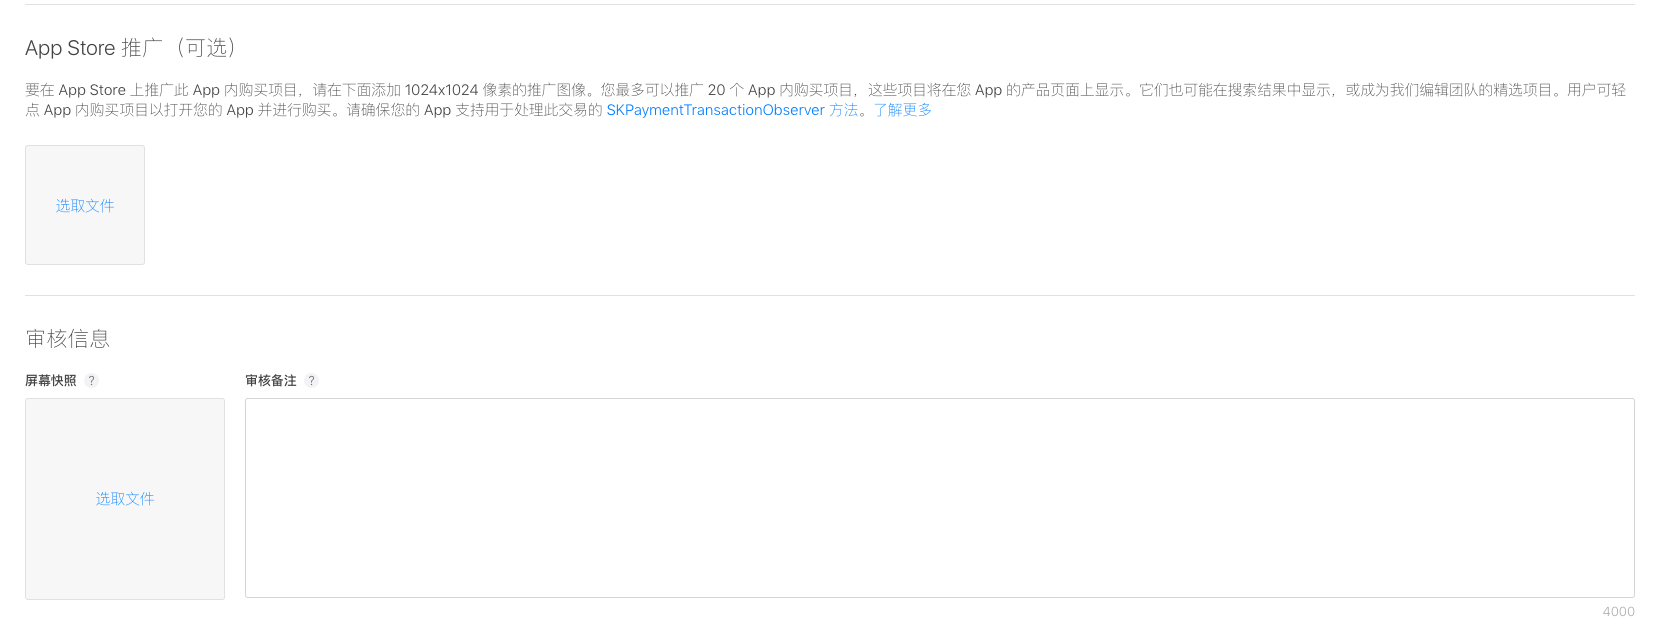 App Store 推广（可选）
要在 App Store 上推广此 App 内购买项目，请在下面添加 1024x1024 像素的推广图像。您最多可以推广 20 个 App 内购买项目，这些项目将在您 App 的产品页面上显示。它们也可能在搜索结果中显示，或成为我们编辑团队的精选项目。用户可轻
点 App 内购买项目以打开您的 App 并进行购买。请确保您的 App 支持用于处理此交易的 SKPaymentTransactionObserver 方法。了解更多
选取文件
审核信息
屏幕快照 ? 审核备注 ?
选取文件
4000